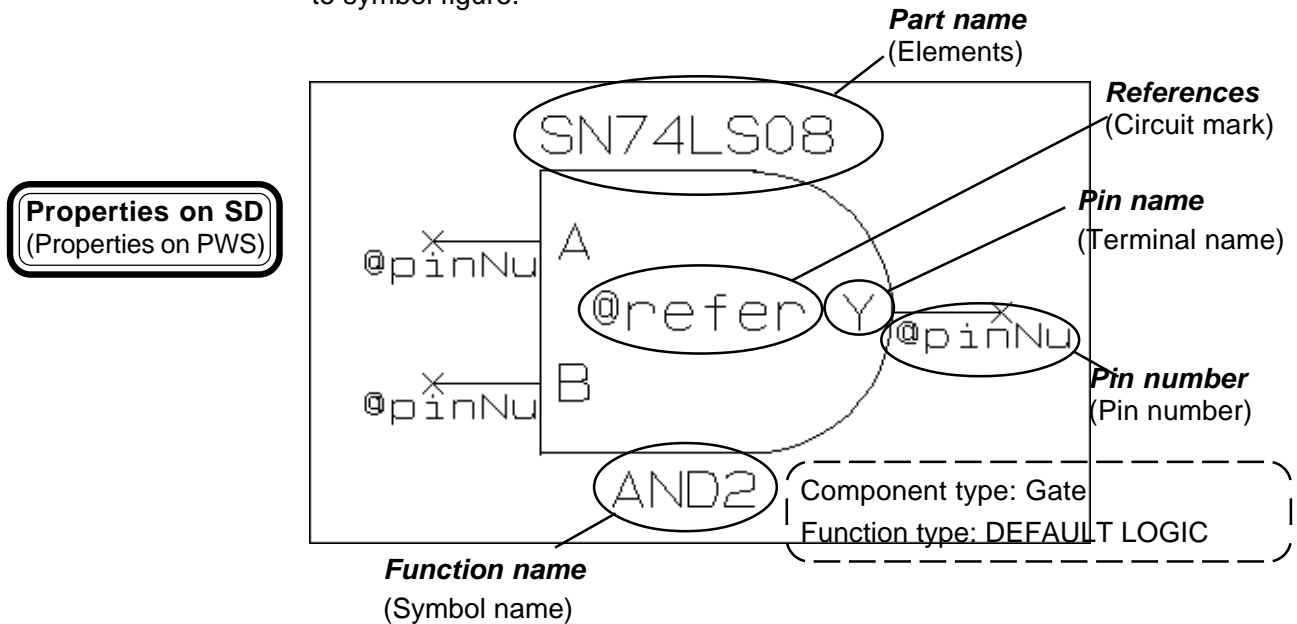 to symbol figure.
Part name
(Elements)
References
(Circuit mark)
SN74LS08
Pin name
(Terminal name)
Properties on SD
(Properties on PWS)
A
@pinNu
@refer
Y
@pinNu
B
@pinNu
Pin number
(Pin number)
AND2
Component type: Gate
Function type: DEFAULT LOGIC
Function name
(Symbol name)